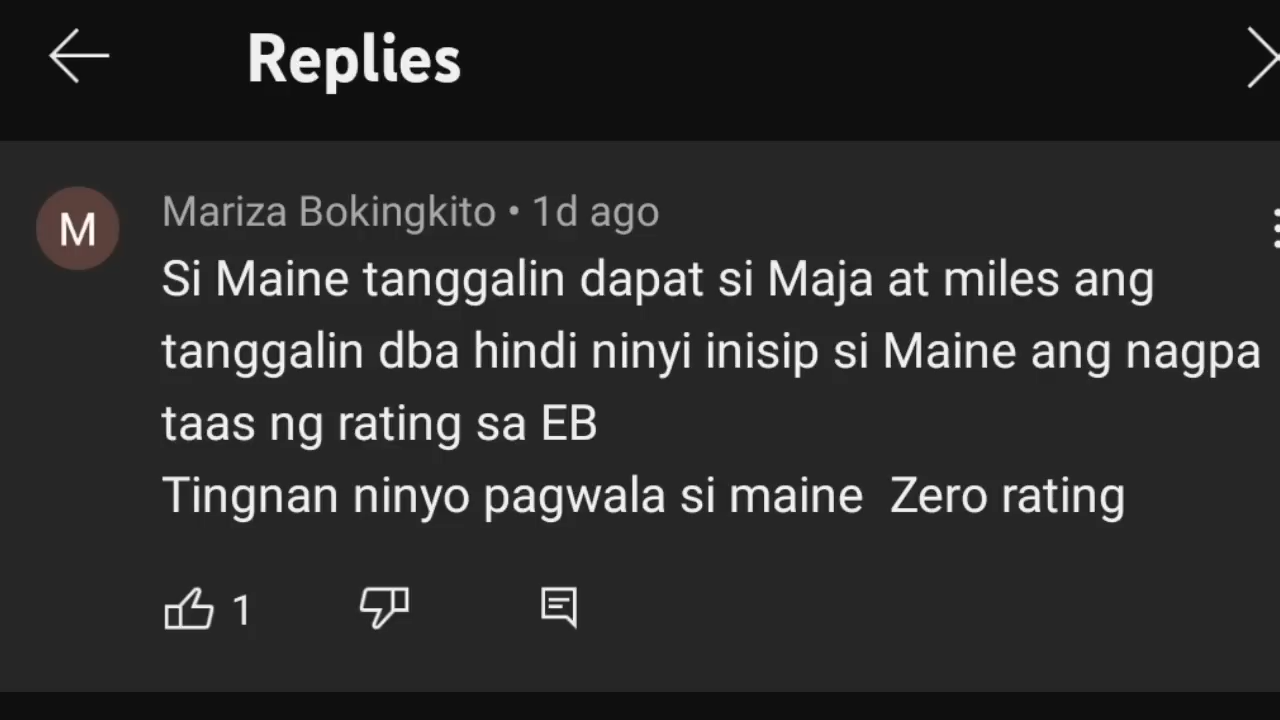 Replies
M
Mariza Bokingkito • 1d ago
Si Maine tanggalin dapat si Maja at miles ang
tanggalin dba hindi ninyi inisip si Maine ang nagpa
taas ng rating sa EB
Tingnan ninyo pagwala si maine  Zero rating
1